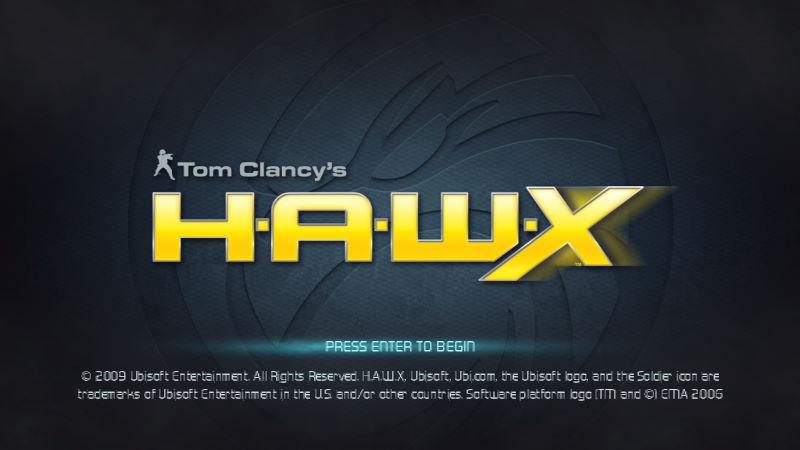 Tom Clancy's
H·A·W·X
™
PRESS ENTER TO BEGIN
© 2009 Ubisoft Entertainment. All Rights Reserved. H.A.W.X, Ubisoft, Ubi.com, the Ubisoft logo, and the Soldier icon are
trademarks of Ubisoft Entertainment in the U.S. and/or other countries. Software platform logo (TM and ©) EMA 2006